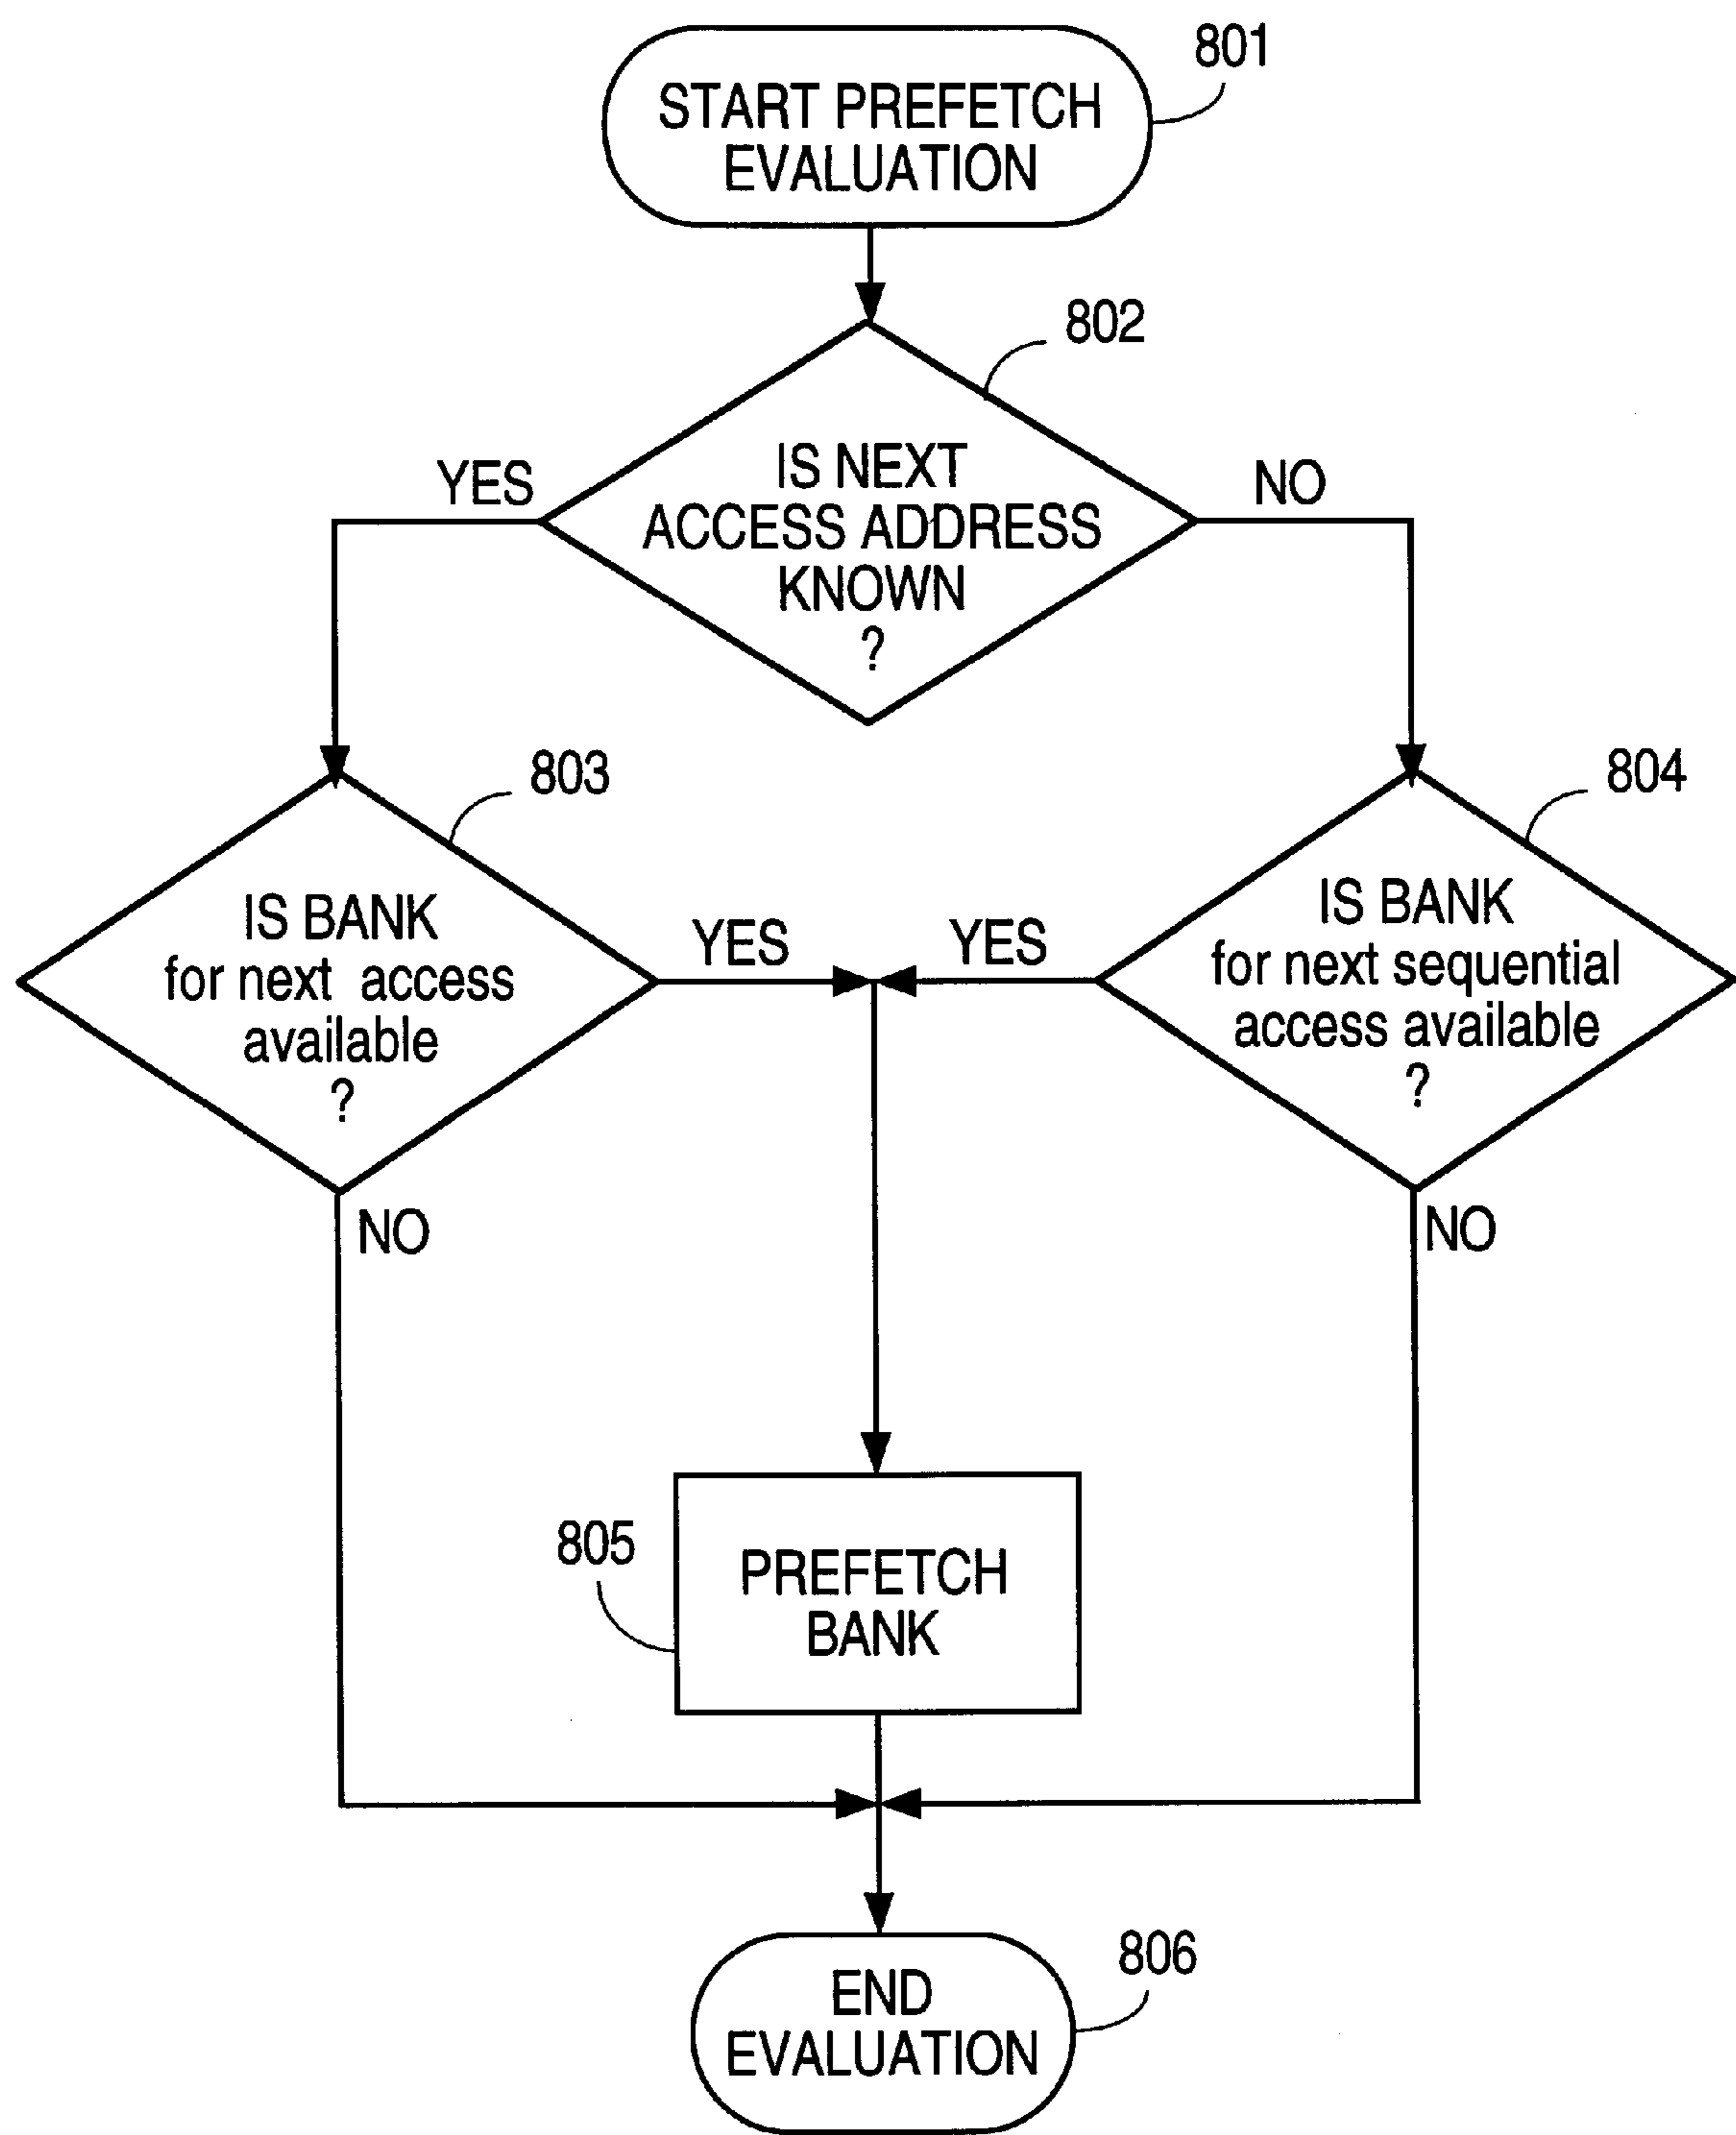 801
START PREFETCH
EVALUATION
802
IS NEXT
ACCESS ADDRESS
KNOWN
?
YES
NO
803
IS BANK
for next access
available
?
YES
NO
804
IS BANK
for next sequential
access available
?
YES
NO
805
PREFETCH
BANK
806
END
EVALUATION